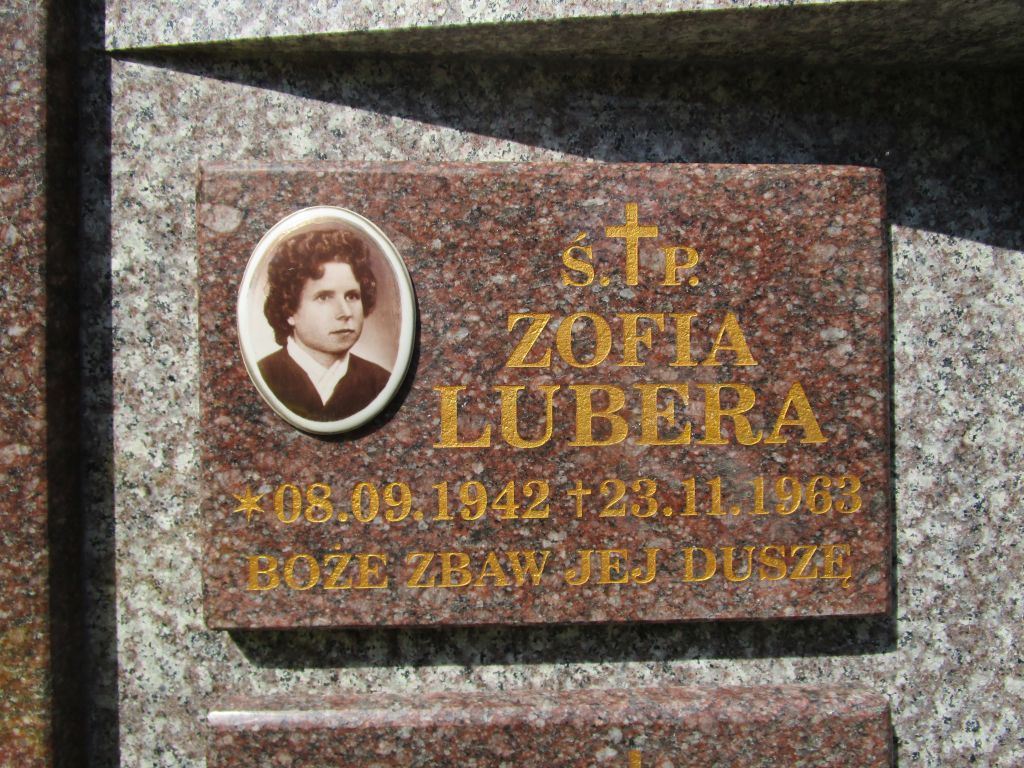 Ś.✝P.
ZOFIA
LUBERA
*08.09.1942 †23.11.1963
BOŻE ZBAW JEJ DUSZĘ